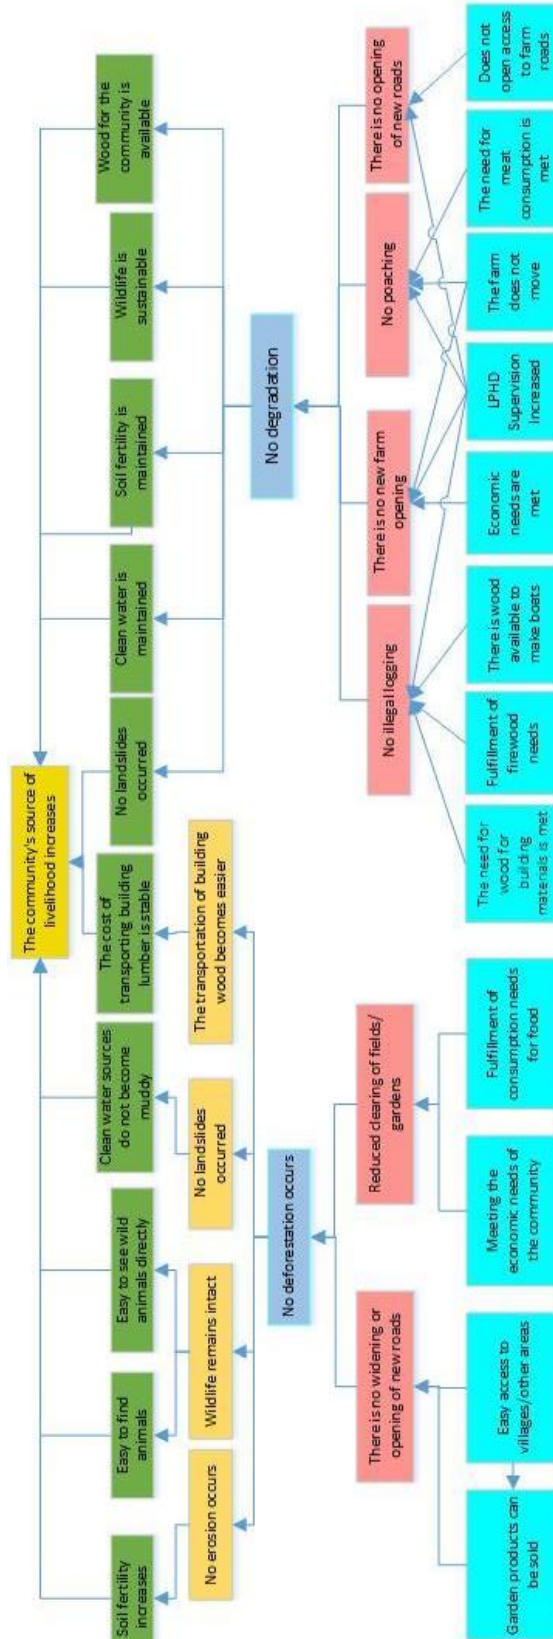 The community's source of
livelihood increases
Soil fertility
increases
Easy to find
animals
Easy to see wild
animals directly
Clean water sources
do not become
muddy
The cost of
transporting building
lumber is stable
No landslides
occurred
Clean water is
maintained
Soil fertility is
maintained
Wildlife is
sustainable
Wood for the
community is
available
No erosion occurs
Wildlife remains intact
No landslides
occurred
The transportation of building
wood becomes easier
No deforestation occurs
No degradation
There is no widening or
opening of new roads
Reduced clearing of fields/
gardens
No illegal logging
There is no new farm
opening
No poaching
There is no opening
of new roads
Garden products can
be sold
Easy access to
villages/other areas
Meeting the
economic needs of
the community
Fulfillment of
consumption needs
for food
The need for
wood for
building
materials is met
Fulfillment of
firewood
needs
There is wood
available to
make boats
Economic
needs are
met
LPHD
Supervision
Increased
The farm
does not
move
The need for
meat
consumption is
met
Does not
open access
to farm
roads